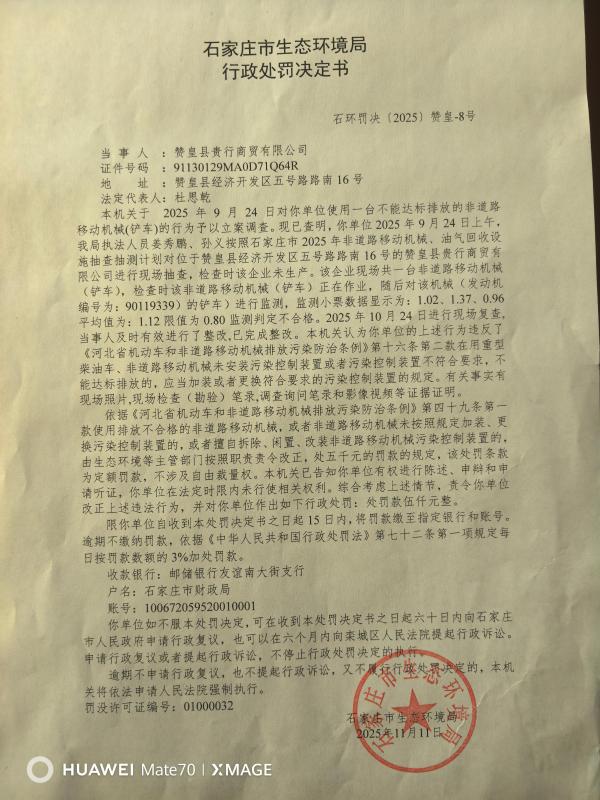 石家庄市生态环境局
行政处罚决定书
石环罚决〔2025〕赞皇-8号
当事人：赞皇县贵行商贸有限公司
证件号码：91130129MA0D71Q64R
地址：赞皇县经济开发区五号路路南16号
法定代表人：杜思乾
本机关于 2025 年 9 月 24 日对你单位使用一台不能达标排放的非道路
移动机械(铲车)的行为予以立案调查。现已查明，你单位 2025 年 9 月 24 日上午，
我局执法人员姜秀鹏、孙义按照石家庄市 2025 年非道路移动机械、油气回收设
施抽查抽测计划对位于赞皇县经济开发区五号路路南 16 号的赞皇县贵行商贸有
限公司进行现场抽查，检查时该企业未生产。该企业现场共一台非道路移动机械
（铲车），检查时该非道路移动机械（铲车）正在作业，随后对该机械（发动机
编号为：90119339）的铲车）进行监测，监测小票数据显示为：1.02、1.37、0.96
平均值为：1.12 限值为 0.80 监测判定不合格。2025 年 10 月 24 日进行现场复查，
当事人及时有效进行了整改,已完成整改。本机关认为你单位的上述行为违反了
《河北省机动车和非道路移动机械排放污染防治条例》第十六条第二款在用重型
柴油车、非道路移动机械未安装污染控制装置或者污染控制装置不符合要求，不
能达标排放的，应当加装或者更换符合要求的污染控制装置的规定。有关事实有
现场照片,现场检查（勘验）笔录,调查询问笔录和影像视频等证据证明。
依据《河北省机动车和非道路移动机械排放污染防治条例》第四十九条第一
款使用排放不合格的非道路移动机械，或者非道路移动机械未按照规定加装、更
换污染控制装置的，或者擅自拆除、闲置、改装非道路移动机械污染控制装置的，
由生态环境等主管部门按照职责责令改正，处五千元的罚款的规定，该处罚条款
为定额罚款，不涉及自由裁量权。本机关已告知你单位有权进行陈述、申辩和申
请听证，你单位在法定时限内未行使相关权利。综合考虑上述情节，责令你单位
改正上述违法行为，并对你单位作出如下行政处罚：处罚款伍仟元整。
限你单位自收到本处罚决定书之日起 15 日内，将罚款缴至指定银行和账号。
逾期不缴纳罚款，依据《中华人民共和国行政处罚法》第七十二条第一项规定每
日按罚款数额的 3%加处罚款。
收款银行：邮储银行友谊南大街支行
户名：石家庄市财政局
账号：100672059520010001
你单位如不服本处罚决定，可在收到本处罚决定书之日起六十日内向石家庄
市人民政府申请行政复议，也可以在六个月内向栾城区人民法院提起行政诉讼。
申请行政复议或者提起行政诉讼，不停止行政处罚决定的执行。
逾期不申请行政复议，也不提起行政诉讼，又不履行行政处罚决定的，本机
关将依法申请人民法院强制执行。
罚没许可证编号：01000032
石家庄市生态环境局
2025年11月11日
石家庄市生态环境局
HUAWEI Mate70 | XMAGE